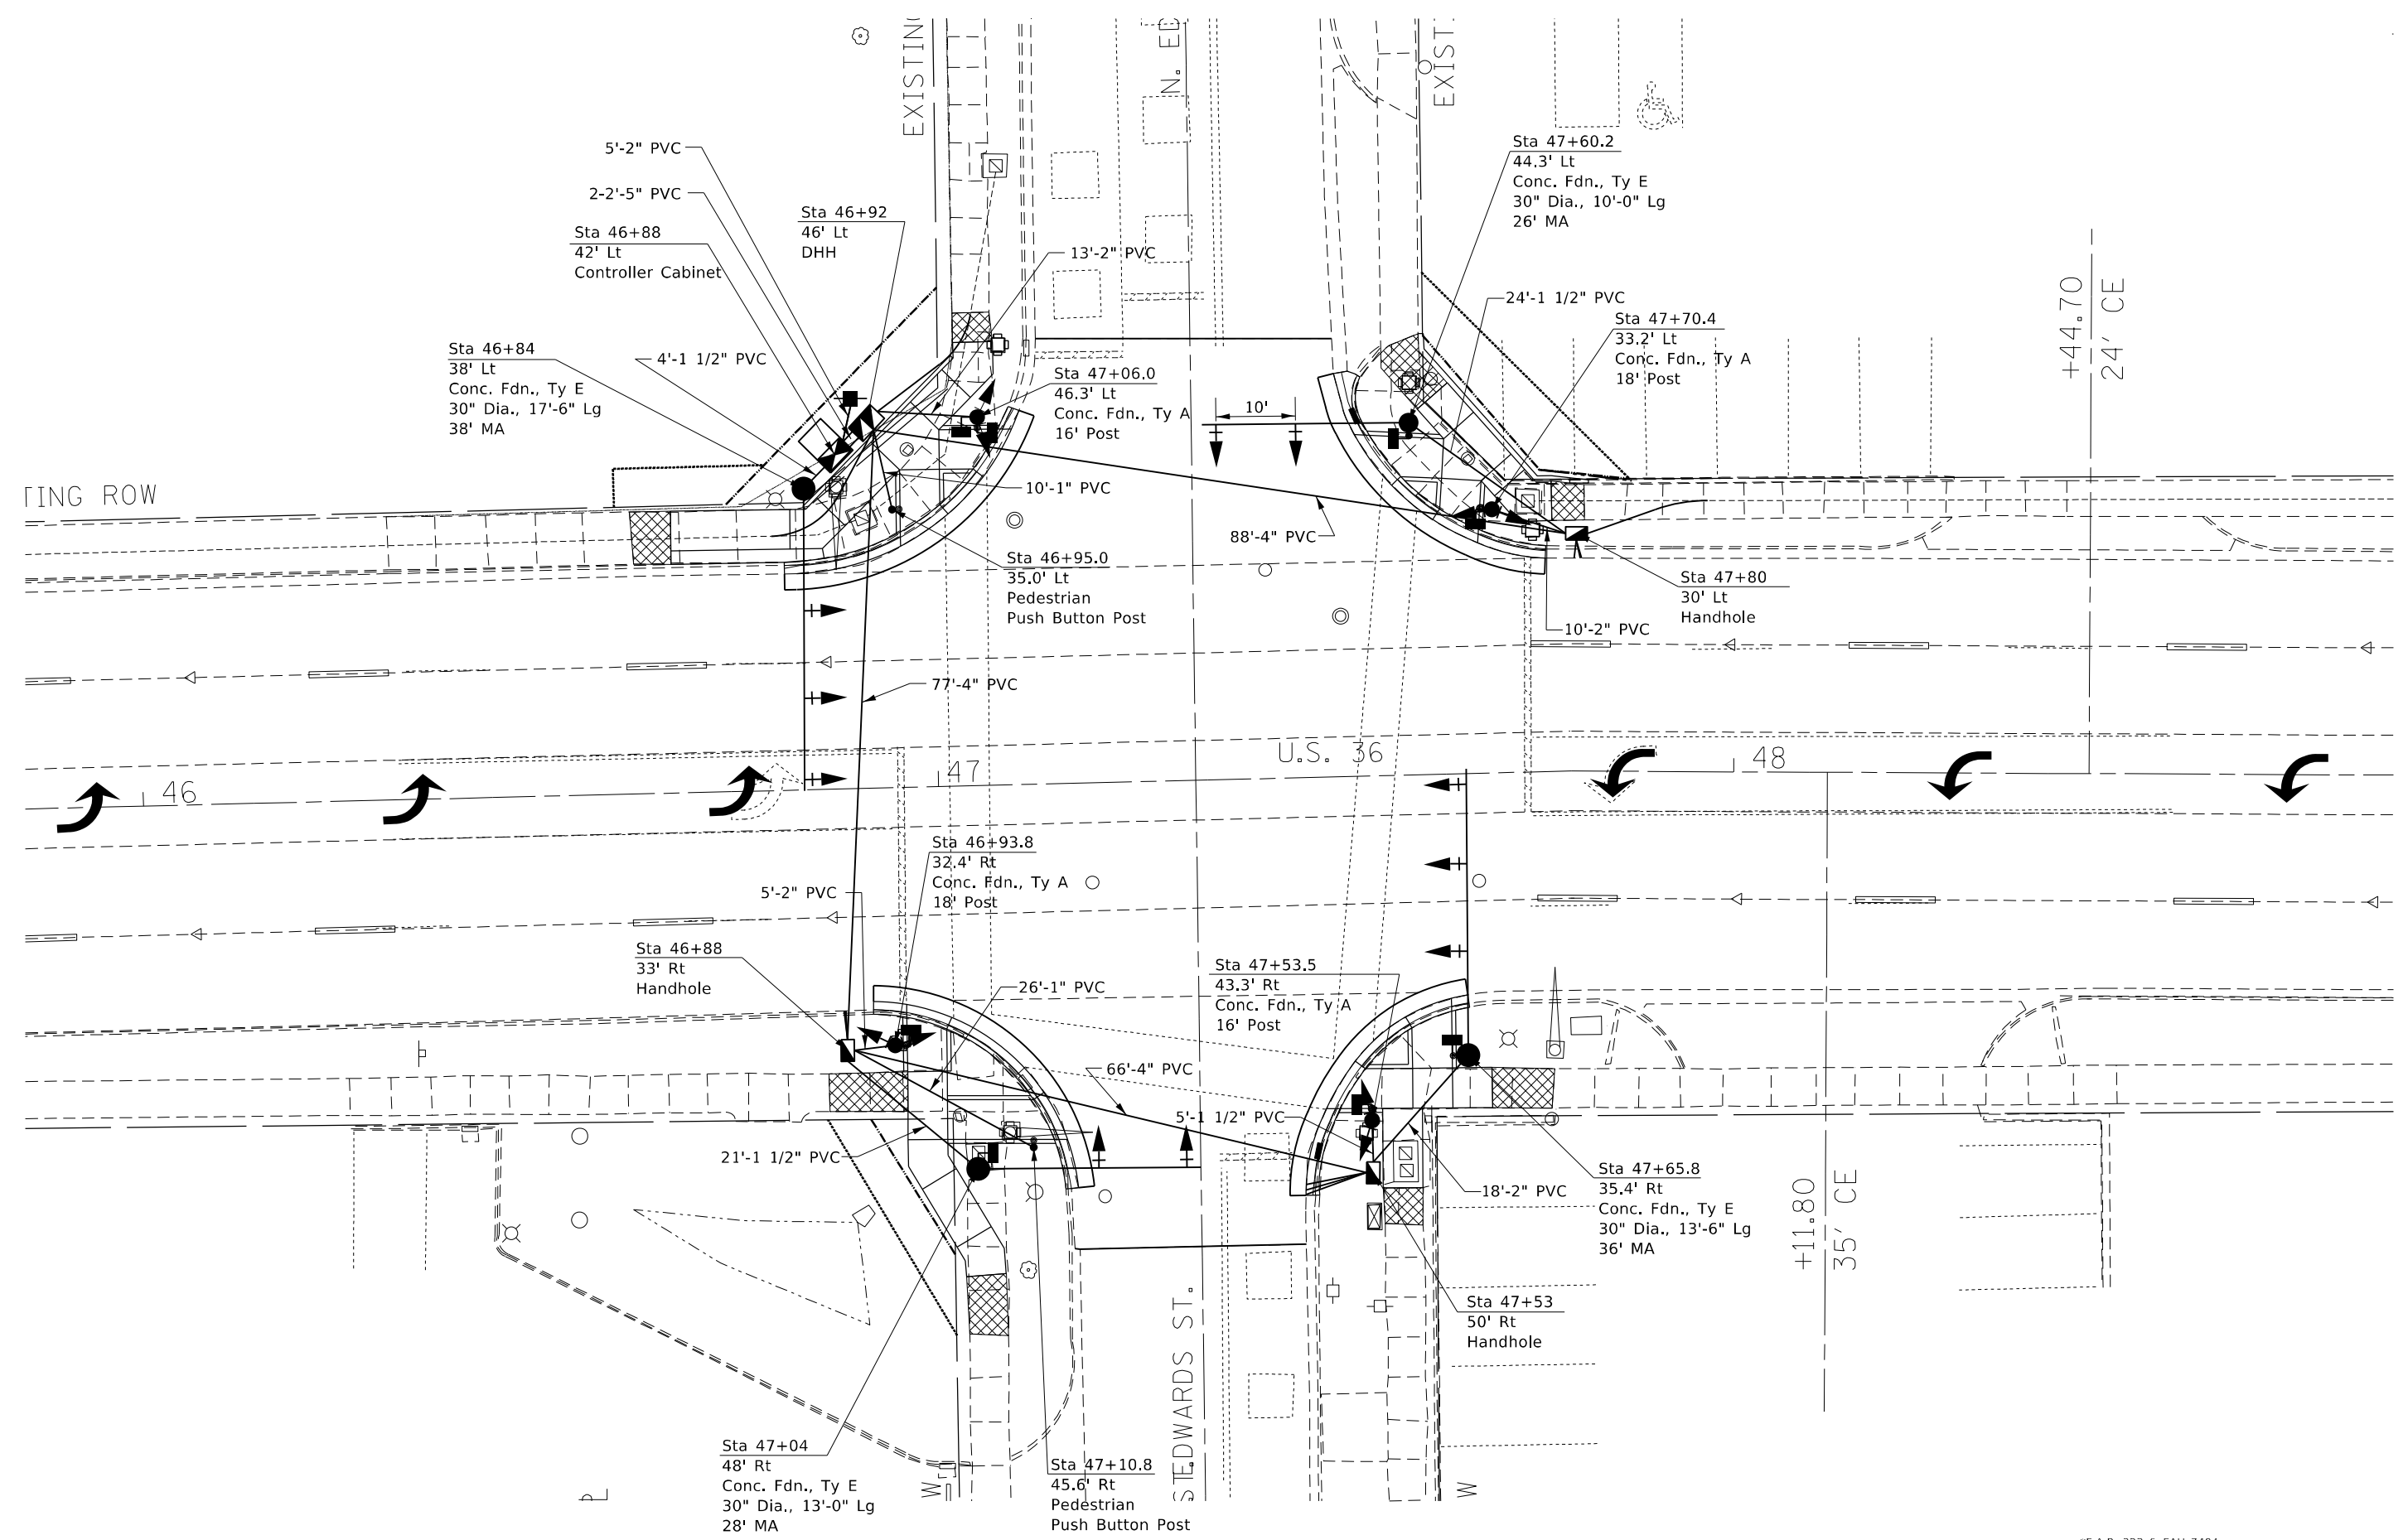 EXISTING
N. ED
EXIST.
5'-2" PVC
2-2'-5" PVC
Sta 46+88
42' Lt
Controller Cabinet
Sta 46+92
46' Lt
DHH
13'-2" PVC
Sta 47+60.2
44.3' Lt
Conc. Fdn., Ty E
30" Dia., 10'-0" Lg
26' MA
24'-1 1/2" PVC
Sta 47+70.4
33.2' Lt
Conc. Fdn., Ty A
18' Post
+44.70
24' CE
Sta 46+84
38' Lt
Conc. Fdn., Ty E
30" Dia., 17'-6" Lg
38' MA
4'-1 1/2" PVC
Sta 47+06.0
46.3' Lt
Conc. Fdn., Ty A
16' Post
10'
TING ROW
10'-1" PVC
88'-4" PVC
Sta 46+95.0
35.0' Lt
Pedestrian
Push Button Post
Sta 47+80
30' Lt
Handhole
10'-2" PVC
77'-4" PVC
46
47
U.S. 36
48
Sta 46+93.8
32.4' Rt
Conc. Fdn., Ty A
18' Post
5'-2" PVC
Sta 46+88
33' Rt
Handhole
26'-1" PVC
Sta 47+53.5
43.3' Rt
Conc. Fdn., Ty A
16' Post
66'-4" PVC
5'-1 1/2" PVC
21'-1 1/2" PVC
18'-2" PVC
Sta 47+65.8
35.4' Rt
Conc. Fdn., Ty E
30" Dia., 13'-6" Lg
36' MA
+11.80
35' CE
Sta 47+53
50' Rt
Handhole
EDWARDS ST.
Sta 47+04
48' Rt
Conc. Fdn., Ty E
30" Dia., 13'-0" Lg
28' MA
Sta 47+10.8
45.6' Rt
Pedestrian
Push Button Post
W
W